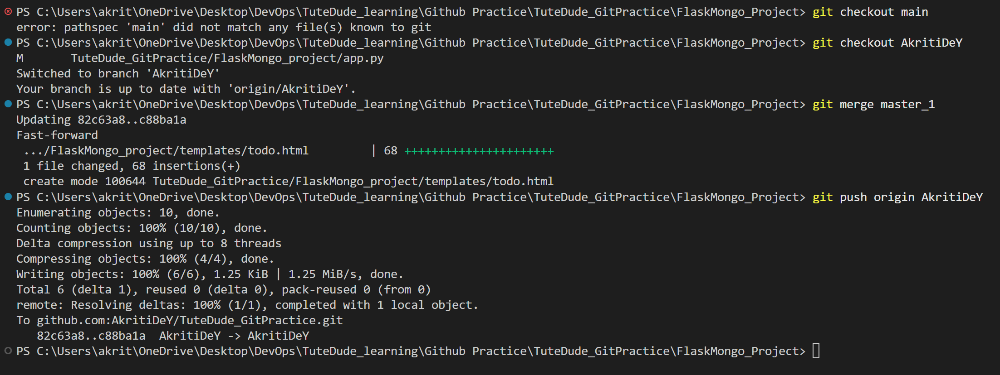 PS C:\Users\akrit\OneDrive\Desktop\DevOps\TuteDude_learning\Github Practice\TuteDude_GitPractice\FlaskMongo_Project> git checkout main
error: pathspec 'main' did not match any file(s) known to git
PS C:\Users\akrit\OneDrive\Desktop\DevOps\TuteDude_learning\Github Practice\TuteDude_GitPractice\FlaskMongo_Project> git checkout AkritiDeY
M       TuteDude_GitPractice/FlaskMongo_project/app.py
Switched to branch 'AkritiDeY'
Your branch is up to date with 'origin/AkritiDeY'.
PS C:\Users\akrit\OneDrive\Desktop\DevOps\TuteDude_learning\Github Practice\TuteDude_GitPractice\FlaskMongo_Project> git merge master_1
Updating 82c63a8..c88ba1a
Fast-forward
 .../FlaskMongo_project/templates/todo.html         | 68 ++++++++++++++++++++++
 1 file changed, 68 insertions(+)
 create mode 100644 TuteDude_GitPractice/FlaskMongo_project/templates/todo.html
PS C:\Users\akrit\OneDrive\Desktop\DevOps\TuteDude_learning\Github Practice\TuteDude_GitPractice\FlaskMongo_Project> git push origin AkritiDeY
Enumerating objects: 10, done.
Counting objects: 100% (10/10), done.
Delta compression using up to 8 threads
Compressing objects: 100% (4/4), done.
Writing objects: 100% (6/6), 1.25 KiB | 1.25 MiB/s, done.
Total 6 (delta 1), reused 0 (delta 0), pack-reused 0 (from 0)
remote: Resolving deltas: 100% (1/1), completed with 1 local object.
To github.com:AkritiDeY/TuteDude_GitPractice.git
   82c63a8..c88ba1a  AkritiDeY -> AkritiDeY
PS C:\Users\akrit\OneDrive\Desktop\DevOps\TuteDude_learning\Github Practice\TuteDude_GitPractice\FlaskMongo_Project>